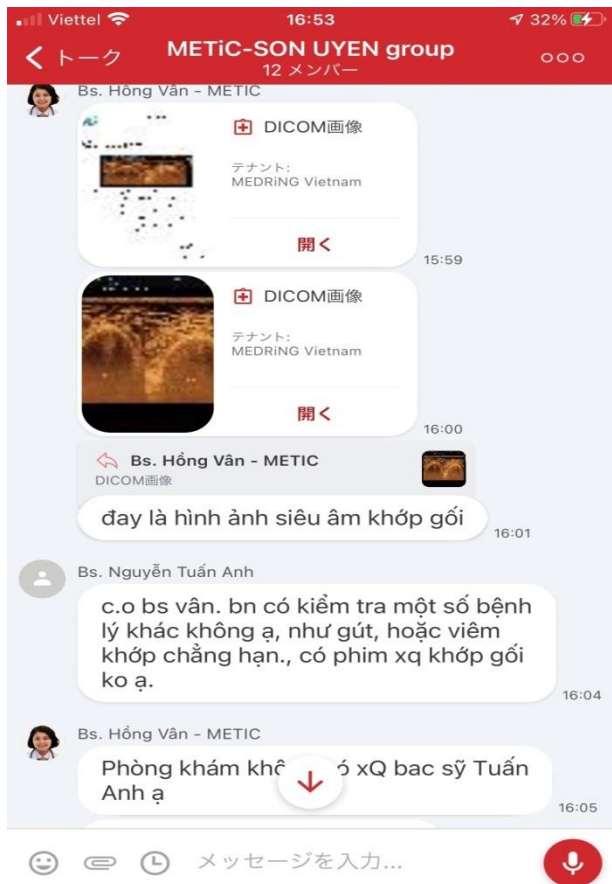 Viettel 16:53 32%
トーク METiC-SON UYEN group
12 メンバー
Bs. Hồng Vân - METIC
DICOM画像
テナント:
MEDRiNG Vietnam
開く
15:59
DICOM画像
テナント:
MEDRiNG Vietnam
開く
16:00
Bs. Hồng Vân - METIC
DICOM画像
đay là hình ảnh siêu âm khớp gối
16:01
Bs. Nguyễn Tuấn Anh
c.o bs vân. bn có kiểm tra một số bệnh
lý khác không ạ, như gút, hoặc viêm
khớp chẳng hạn., có phim xq khớp gối
ko ạ.
16:04
Bs. Hồng Vân - METIC
Phòng khám xQ bac sỹ Tuấn
Anh ạ
16:05
メッセージを入力...